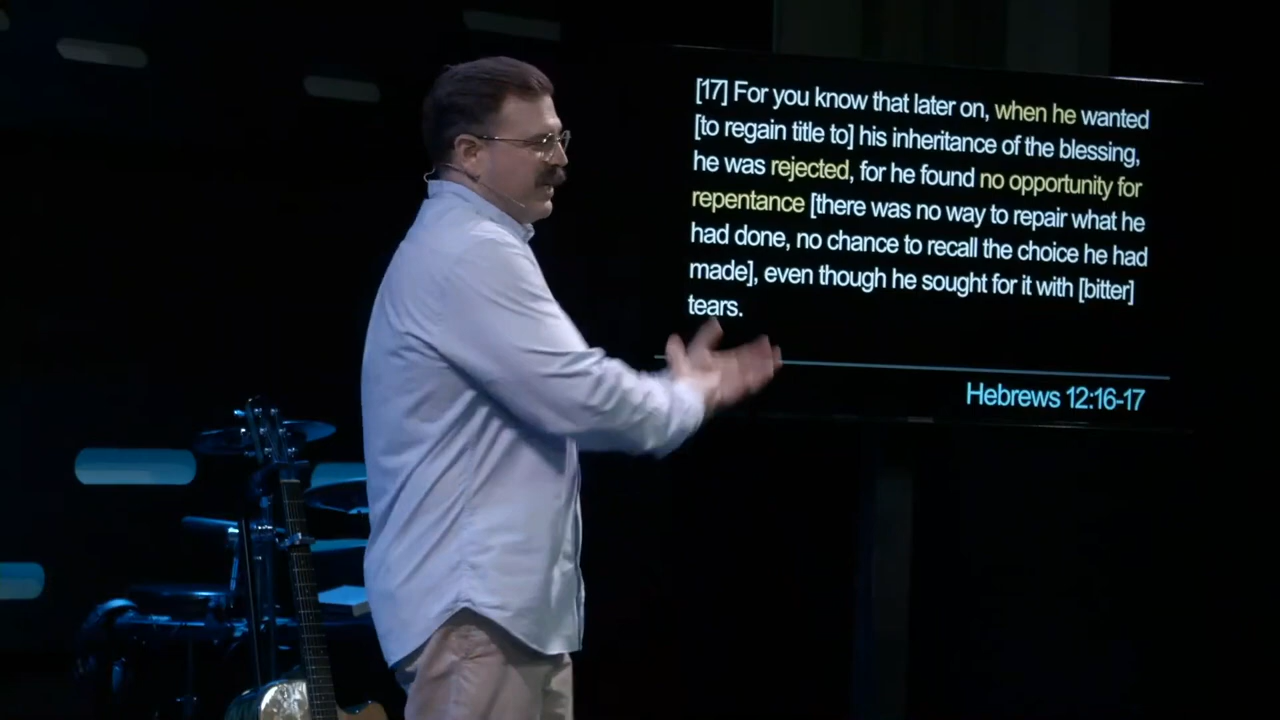 [17] For you know that later on, when he wanted
[to regain title to] his inheritance of the blessing,
he was rejected, for he found no opportunity for
repentance [there was no way to repair what he
had done, no chance to recall the choice he had
made], even though he sought for it with [bitter]
tears.
Hebrews 12:16-17